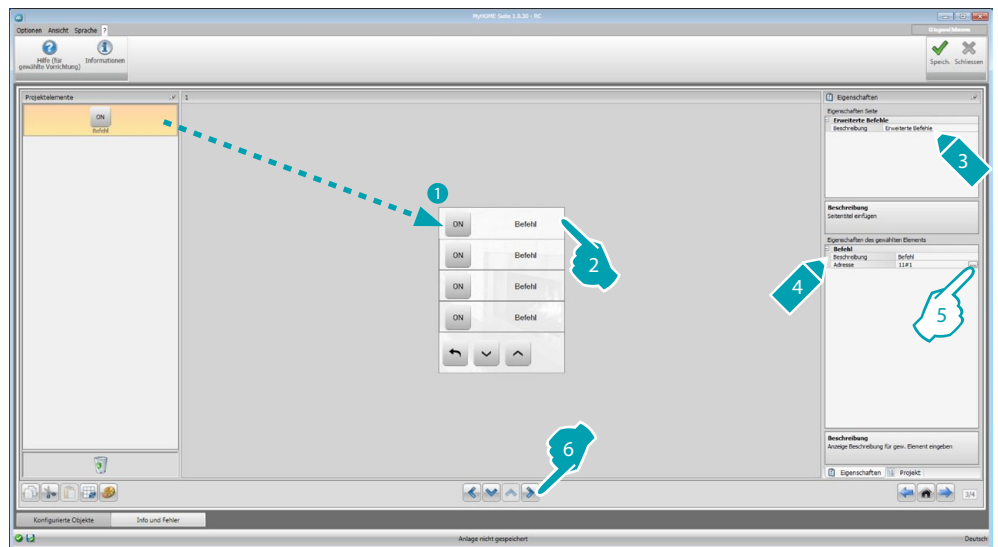 MyHOME Suite 1.0.30 - RC
Optionen Ansicht Sprache ?
Hilfe (für
gewählte Vorrichtung)
Informationen
Speich. Schliessen
Projektelemente
1
Eigenschaften
ON
Befehl
Eigenschaften Seite
Erweiterte Befehle
Beschreibung Erweiterte Befehle
3
1
Beschreibung
Seitentitel einfügen
ON Befehl
2
ON Befehl
ON Befehl
ON Befehl
Eigenschaften des gewählten Elements
Befehl
Beschreibung Befehl
Adresse 11#1 ...
4
5
6
Beschreibung
Anzeige Beschreibung für gew. Element eingeben
Eigenschaften Projekt
3/4
Konfigurierte Objekte Info und Fehler
Anlage nicht gespeichert
Deutsch